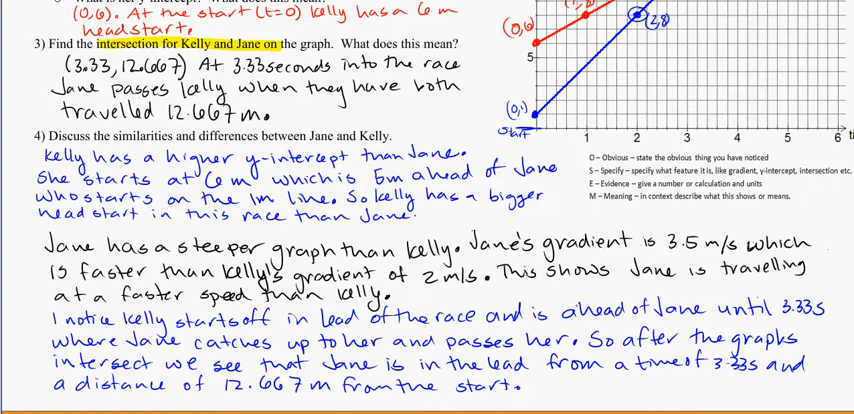 (0,6). At the start (t=0) Kelly has a 6m
headstart.
3) Find the intersection for Kelly and Jane on the graph. What does this mean?
(3.33, 12.667) At 3.33 seconds into the race
Jane passes Kelly when they have both
travelled 12.667 m.
4) Discuss the similarities and differences between Jane and Kelly.
Kelly has a higher y-intercept than Jane.
She starts at 6m which is 5m ahead of Jane
who starts on the 1m line. So Kelly has a bigger
head start in this race than Jane.
Jane has a steeper graph than Kelly. Jane's gradient is 3.5 m/s which
is faster than Kelly's gradient of 2 m/s. This shows Jane is travelling
at a faster speed than Kelly.
I notice Kelly starts off in lead of the race and is ahead of Jane until 3.33s
where Jane catches up to her and passes her. So after the graphs
intersect we see that Jane is in the lead from a time of 3.33s and
a distance of 12.667 m from the start.
(0,6)
(2,8)
5
(0,1)
Start
1 2 3 4 5 6 t
O – Obvious - state the obvious thing you have noticed
S – Specify – specify what feature it is, like gradient, y-intercept, intersection etc.
E – Evidence – give a number or calculation and units
M – Meaning – in context describe what this shows or means.